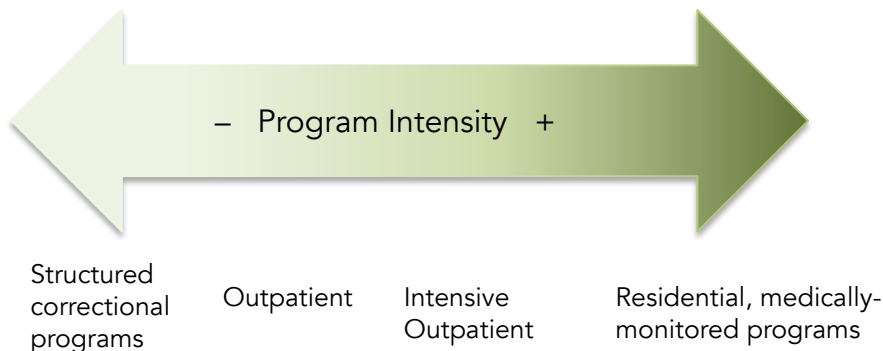 – Program Intensity +
Structured
correctional
programs
Outpatient
Intensive
Outpatient
Residential, medically-
monitored programs